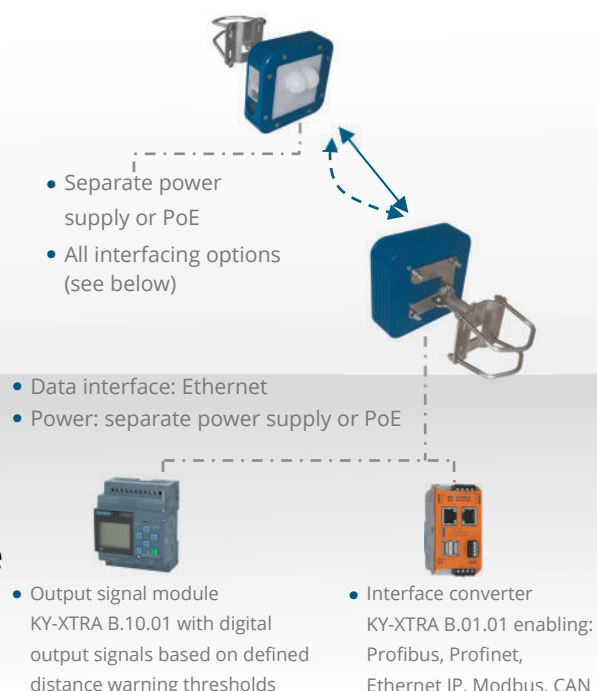 • Separate power
supply or PoE
• All interfacing options
(see below)
• Data interface: Ethernet
• Power: separate power supply or PoE
• Output signal module
KY-XTRA B.10.01 with digital
output signals based on defined
distance warning thresholds
• Interface converter
KY-XTRA B.01.01 enabling:
Profibus, Profinet,
Ethernet IP, Modbus, CAN